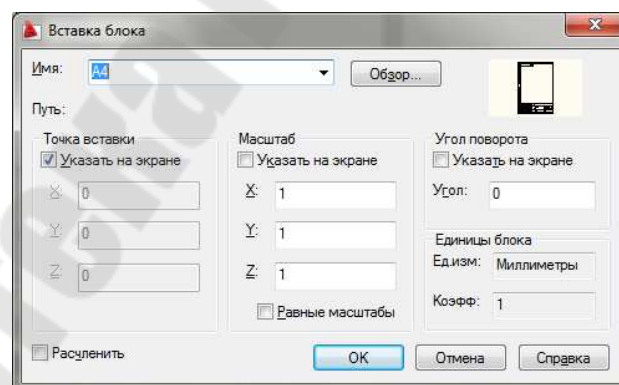 Вставка блока
Имя: A4 Обзор...
Путь:
Точка вставки Масштаб Угол поворота
Указать на экране Указать на экране Указать на экране
X: 0 X: 1 Угол: 0
Y: 0 Y: 1 Единицы блока
Ед.изм: Миллиметры
Z: 0 Z: 1
Коэфф: 1
Равные масштабы
Расчленить OK Отмена Справка